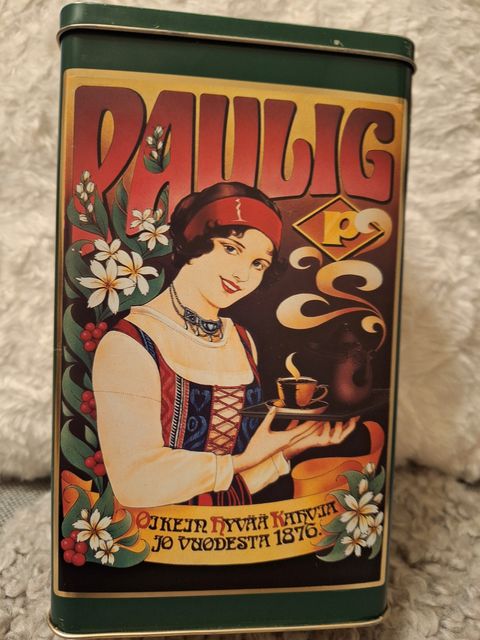 PAULIG
P
OIKEIN HYVÄÄ KAHVIA
JO VUODESTA 1876.